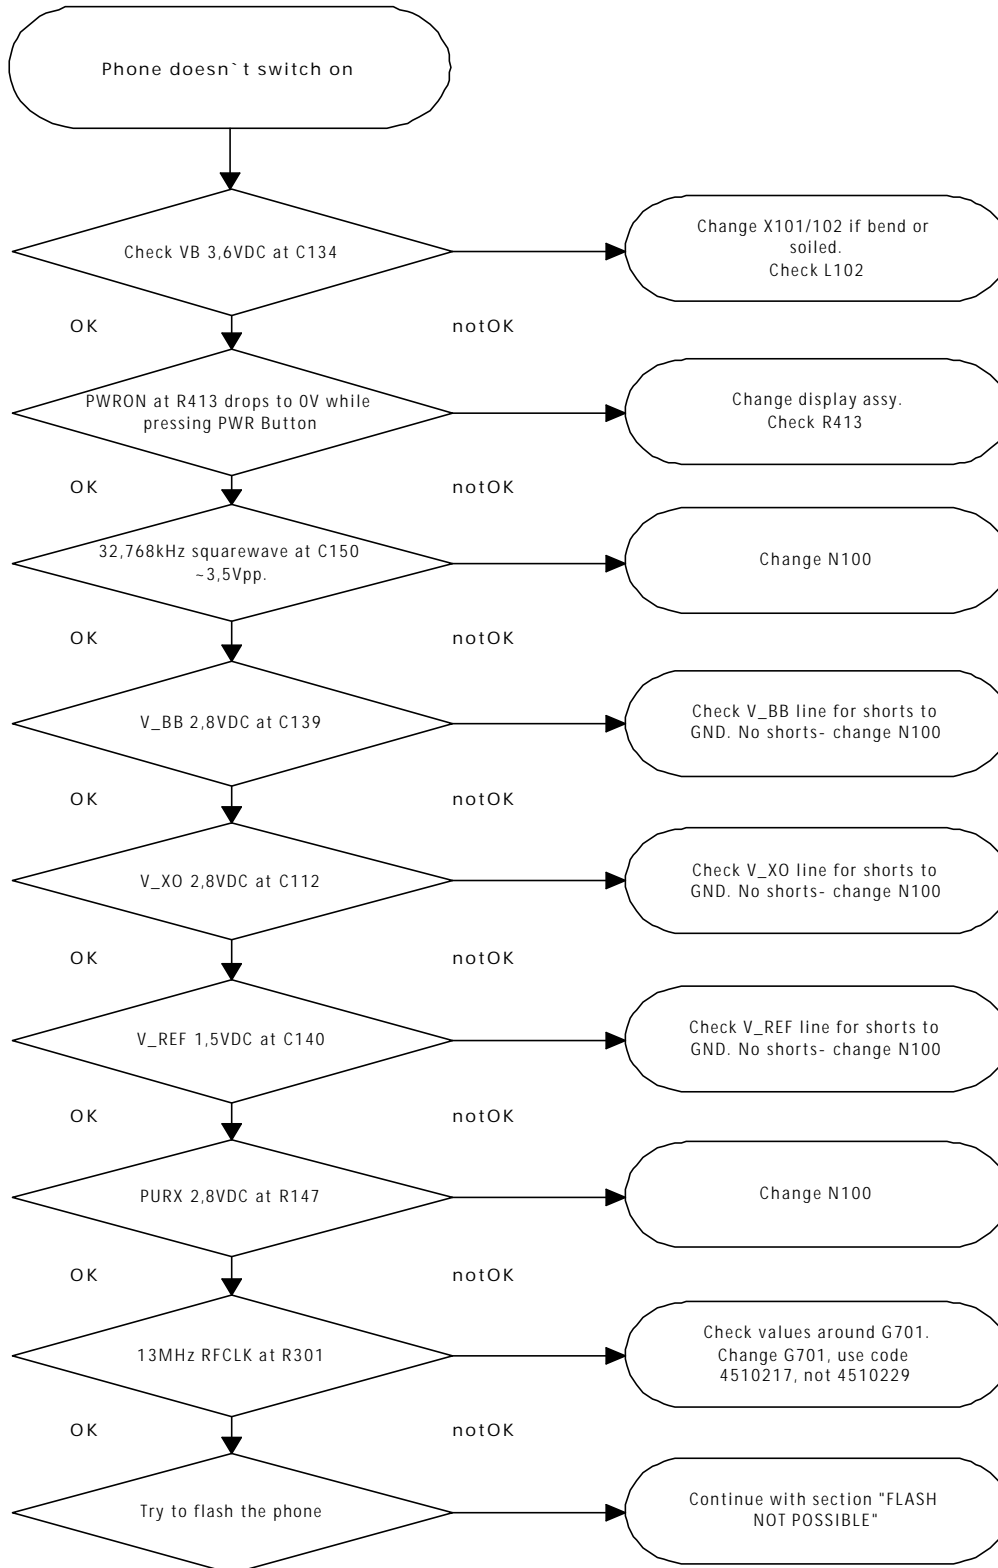 Phone doesn`t switch on
Check VB 3,6VDC at C134
Change X101/102 if bend or
soiled.
Check L102
OK
notOK
PWRON at R413 drops to 0V while
pressing PWR Button
Change display assy.
Check R413
OK
notOK
32,768kHz squarewave at C150
~3,5Vpp.
Change N100
OK
notOK
V_BB 2,8VDC at C139
Check V_BB line for shorts to
GND. No shorts- change N100
OK
notOK
V_XO 2,8VDC at C112
Check V_XO line for shorts to
GND. No shorts- change N100
OK
notOK
V_REF 1,5VDC at C140
Check V_REF line for shorts to
GND. No shorts- change N100
OK
notOK
PURX 2,8VDC at R147
Change N100
OK
notOK
13MHz RFCLK at R301
Check values around G701.
Change G701, use code
4510217, not 4510229
OK
notOK
Try to flash the phone
Continue with section "FLASH
NOT POSSIBLE"